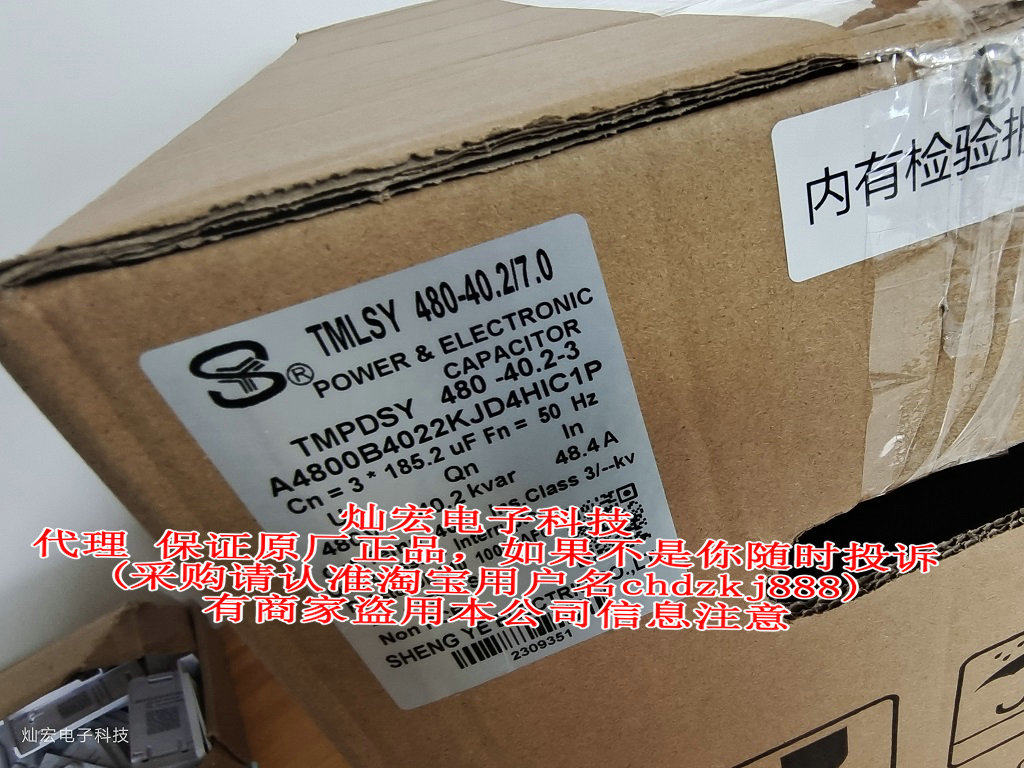 内有检验报
TMLSY 480-40.2/7.0
®
POWER & ELECTRONIC
CAPACITOR
TMPDSY 480 -40.2-3
A4800B4022KJD4HIC1P
Cn = 3 * 185.2 uF Fn = 50 Hz
Qn In
kvar 48.4 A
Class 3/--kv
灿宏电子科技
代理 保证原厂正品，如果不是你随时投诉
(采购请认准淘宝用户名chdzkj888)
有商家盗用本公司信息注意
Non
SHENG YE ELECTRIC
2309351
灿宏电子科技